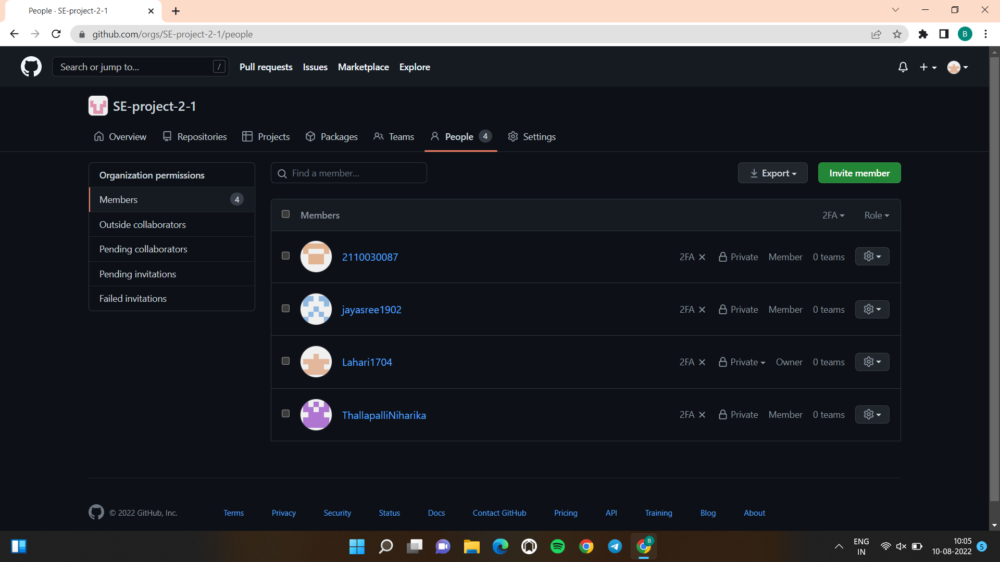 People · SE-project-2-1
github.com/orgs/SE-project-2-1/people
B
Search or jump to...
/
Pull requests Issues Marketplace Explore
SE-project-2-1
Overview Repositories Projects Packages Teams People 4 Settings
Organization permissions
Members 4
Outside collaborators
Pending collaborators
Pending invitations
Failed invitations
Find a member...
Export
Invite member
Members 2FA Role
2110030087 2FA Private Member 0 teams
jayasree1902 2FA Private Member 0 teams
Lahari1704 2FA Private Owner 0 teams
ThallapalliNiharika 2FA Private Member 0 teams
© 2022 GitHub, Inc. Terms Privacy Security Status Docs Contact GitHub Pricing API Training Blog About
B
ENG
IN
10:05
10-08-2022
5